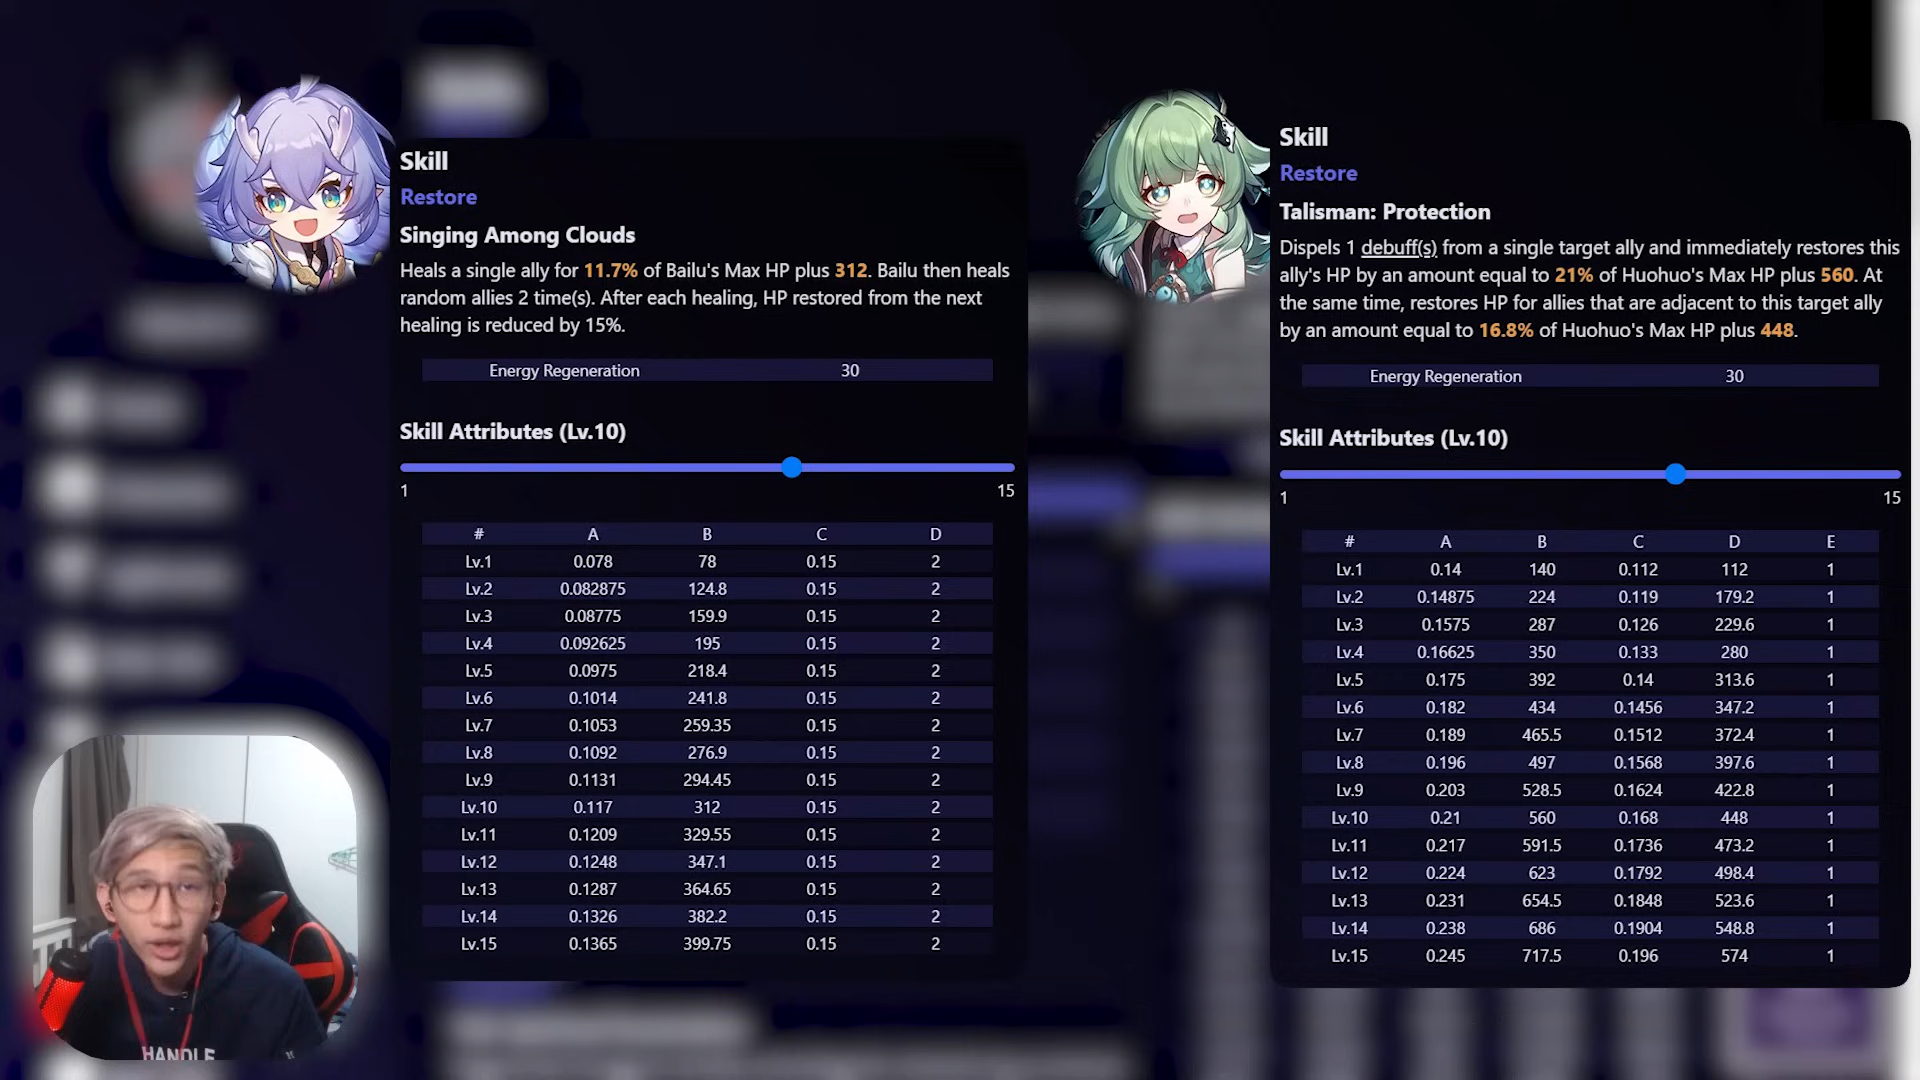 Skill
Restore
Singing Among Clouds
Heals a single ally for 11.7% of Bailu's Max HP plus 312. Bailu then heals
random allies 2 time(s). After each healing, HP restored from the next
healing is reduced by 15%.
Energy Regeneration 30
Skill Attributes (Lv.10)
1 15
# A B C D
Lv.1 0.078 78 0.15 2
Lv.2 0.082875 124.8 0.15 2
Lv.3 0.08775 159.9 0.15 2
Lv.4 0.092625 195 0.15 2
Lv.5 0.0975 218.4 0.15 2
Lv.6 0.1014 241.8 0.15 2
Lv.7 0.1053 259.35 0.15 2
Lv.8 0.1092 276.9 0.15 2
Lv.9 0.1131 294.45 0.15 2
Lv.10 0.117 312 0.15 2
Lv.11 0.1209 329.55 0.15 2
Lv.12 0.1248 347.1 0.15 2
Lv.13 0.1287 364.65 0.15 2
Lv.14 0.1326 382.2 0.15 2
Lv.15 0.1365 399.75 0.15 2
Skill
Restore
Talisman: Protection
Dispels 1 debuff(s) from a single target ally and immediately restores this
ally's HP by an amount equal to 21% of Huohuo's Max HP plus 560. At
the same time, restores HP for allies that are adjacent to this target ally
by an amount equal to 16.8% of Huohuo's Max HP plus 448.
Energy Regeneration 30
Skill Attributes (Lv.10)
1 15
# A B C D E
Lv.1 0.14 140 0.112 112 1
Lv.2 0.14875 224 0.119 179.2 1
Lv.3 0.1575 287 0.126 229.6 1
Lv.4 0.16625 350 0.133 280 1
Lv.5 0.175 392 0.14 313.6 1
Lv.6 0.182 434 0.1456 347.2 1
Lv.7 0.189 465.5 0.1512 372.4 1
Lv.8 0.196 497 0.1568 397.6 1
Lv.9 0.203 528.5 0.1624 422.8 1
Lv.10 0.21 560 0.168 448 1
Lv.11 0.217 591.5 0.1736 473.2 1
Lv.12 0.224 623 0.1792 498.4 1
Lv.13 0.231 654.5 0.1848 523.6 1
Lv.14 0.238 686 0.1904 548.8 1
Lv.15 0.245 717.5 0.196 574 1
HANDLE